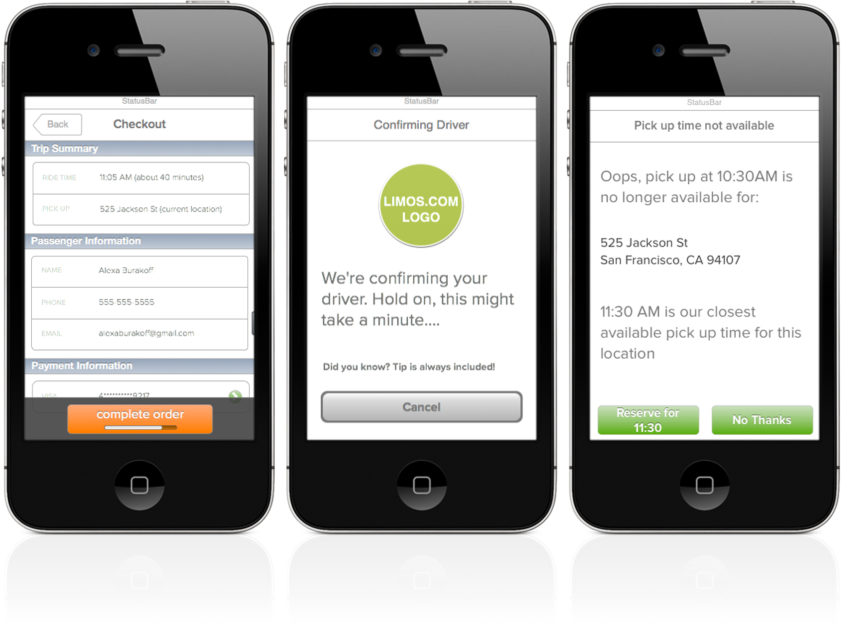 StatusBar
Back
Checkout
Trip Summary
RIDE TIME 11:05 AM (about 40 minutes)
PICK UP 525 Jackson St (current location)
Passenger Information
NAME Alexa Burakoff
PHONE 555-555-5555
EMAIL alexaburakoff@gmail.com
Payment Information
VISA 4**********9217
complete order
StatusBar
Confirming Driver
LIMOS.COM
LOGO
We're confirming your
driver. Hold on, this might
take a minute....
Did you know? Tip is always included!
Cancel
StatusBar
Pick up time not available
Oops, pick up at 10:30AM is
no longer available for:
525 Jackson St
San Francisco, CA 94107
11:30 AM is our closest
available pick up time for this
location
Reserve for
11:30
No Thanks